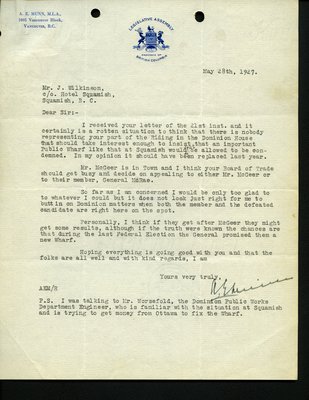 A. E. MUNN, M.L.A.,
1005 VANCOUVER BLOCK,
VANCOUVER, B.C.
LEGISLATIVE ASSEMBLY
PROVINCE OF
BRITISH COLUMBIA
May 28th, 1927.
Mr. J. Wilkinson,
c/o. Hotel Squamish,
Squamish, B. C.
Dear Sir:-
I received your letter of the 21st inst. and it
certainly is a rotten situation to think that there is nobody
representing your part of the Riding in the Dominion House
that should take interest enough to insist that an important
Public Wharf like that at Squamish would be allowed to be con-
demned. In my opinion it should have been replaced last year.
Mr. McGeer is in Town and I think your Board of Trade
should get busy and decide on appealing to either Mr. McGeer or
to their member, General McRae.
So far as I am concerned I would be only too glad to
to whatever I could but it does not look just right for me to
butt in on Dominion matters when both the member and the defeated
candidate are right here on the spot.
Personally, I think if they get after McGeer they might
get some results, although if the truth were known the chances are
that during the last Federal Election the General promised them a
new Wharf.
Hoping everything is going good with you and that the
folks are all well and with kind regards, I am
Yours very truly,
AEM/R
P.S. I was talking to Mr. Worsefold, the Dominion Public Works
Department Engineer, who is familiar with the situation at Squamish
and is trying to get money from Ottawa to fix the Wharf.